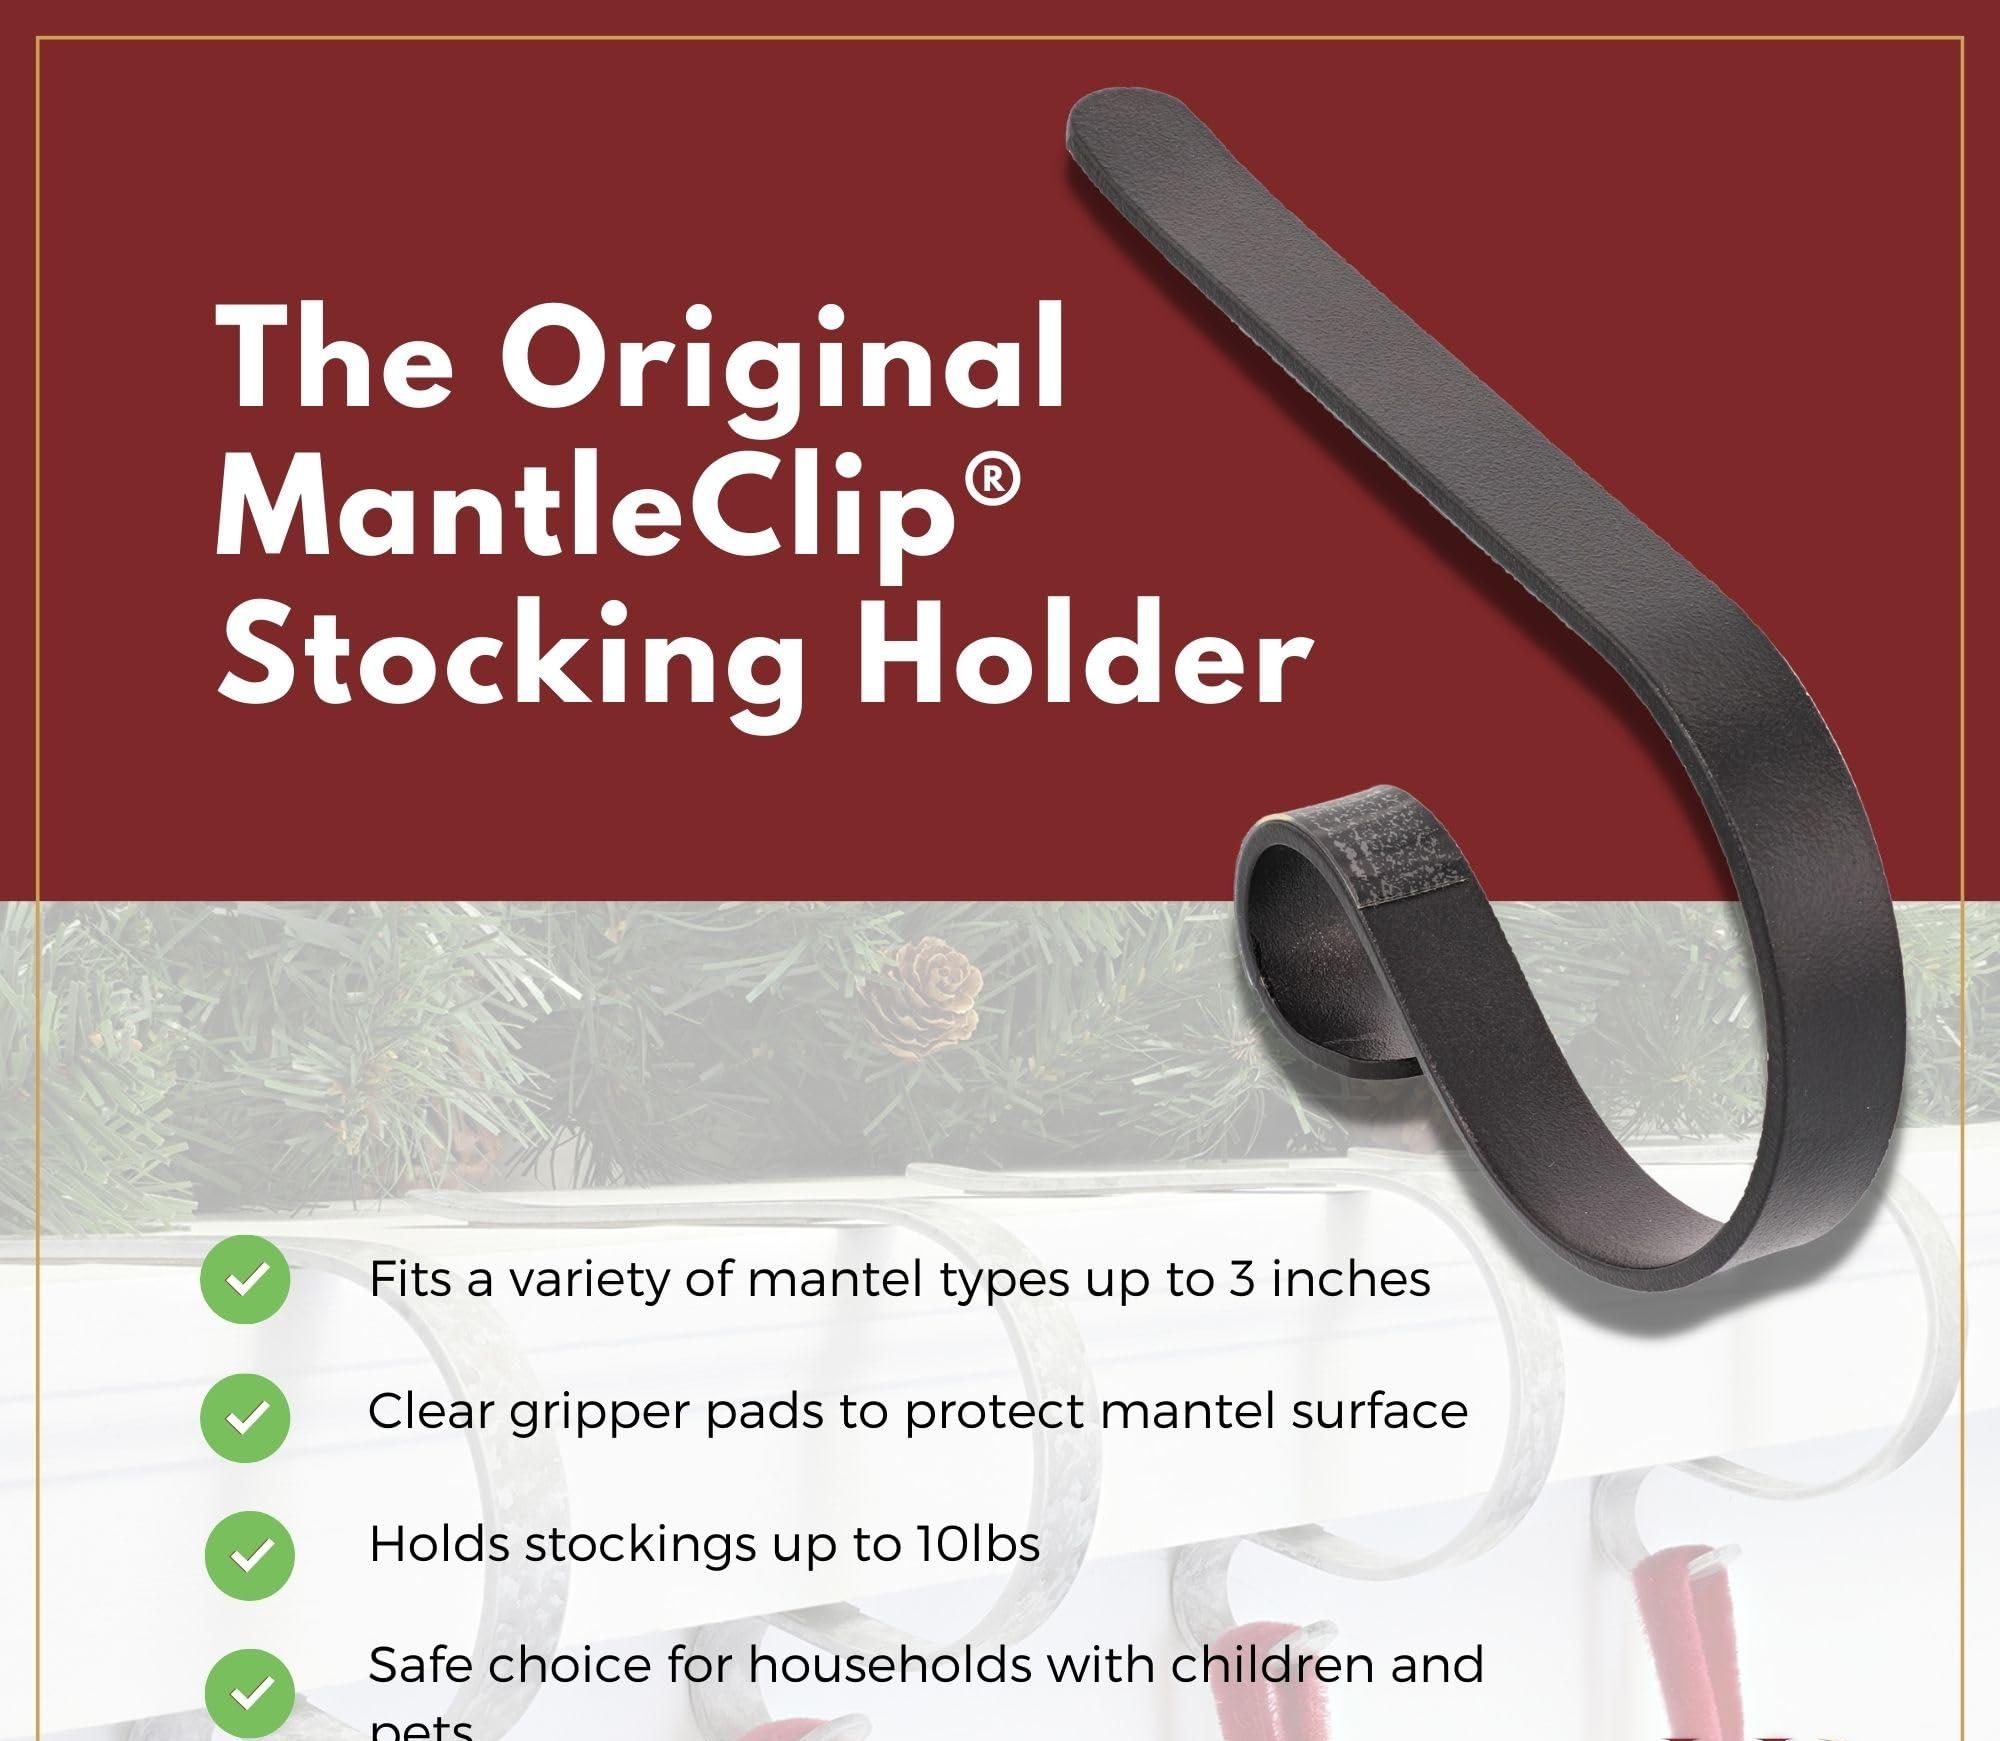 The Original
MantleClip®
Stocking Holder
Fits a variety of mantel types up to 3 inches
Clear gripper pads to protect mantel surface
Holds stockings up to 10lbs
Safe choice for households with children and
pets